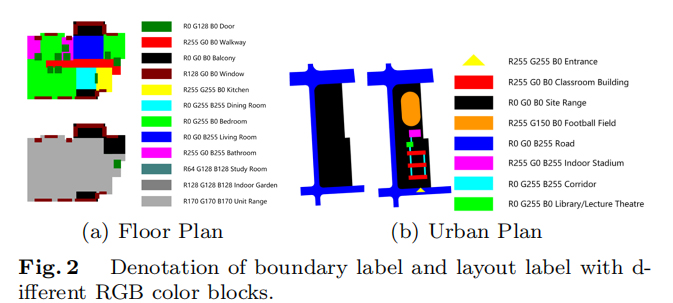 R0 G128 B0 Door
R255 G0 B0 Walkway
R0 G0 B0 Balcony
R128 G0 B0 Window
R255 G255 B0 Kitchen
R0 G255 B255 Dining Room
R0 G255 B0 Bedroom
R0 G0 B255 Living Room
R255 G0 B255 Bathroom
R64 G128 B128 Study Room
R128 G128 B128 Indoor Garden
R170 G170 B170 Unit Range
(a) Floor Plan
R255 G255 B0 Entrance
R255 G0 B0 Classroom Building
R0 G0 B0 Site Range
R255 G150 B0 Football Field
R0 G0 B255 Road
R255 G0 B255 Indoor Stadium
R0 G255 B255 Corridor
R0 G255 B0 Library/Lecture Theatre
(b) Urban Plan
Fig. 2 Denotation of boundary label and layout label with d-
ifferent RGB color blocks.